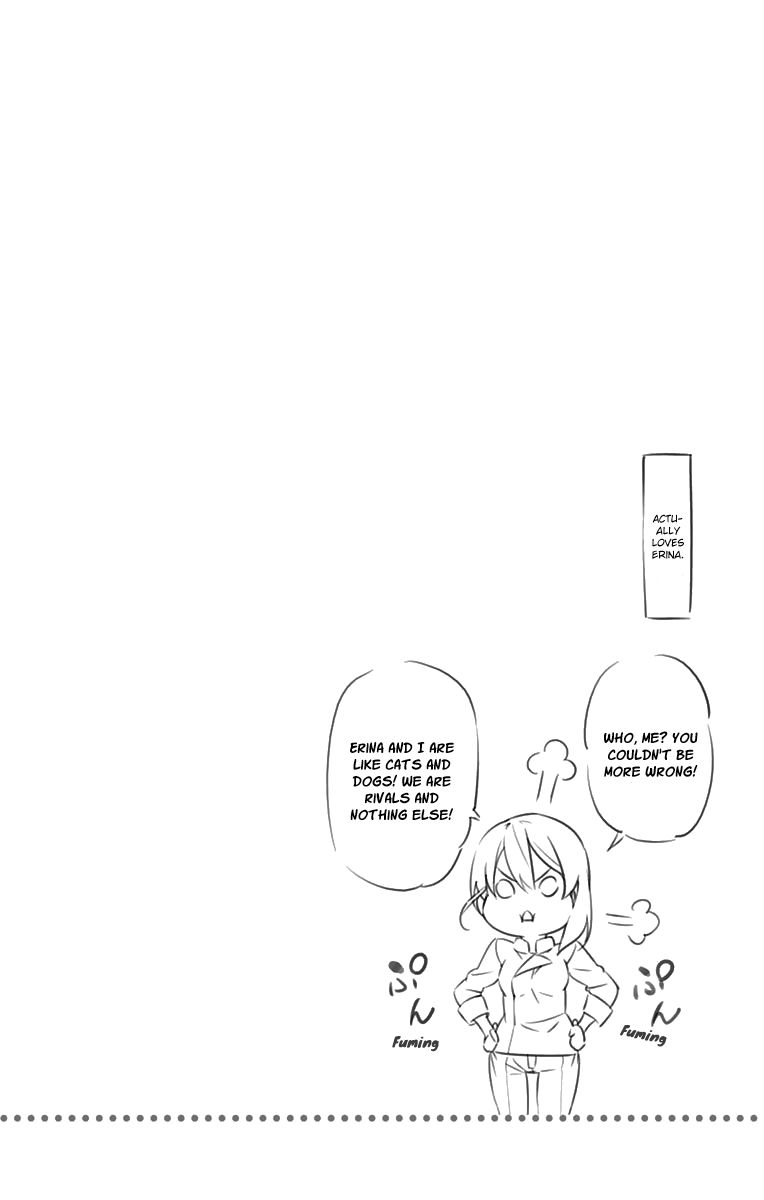 ACTU-
ALLY
LOVES
ERINA.
WHO, ME? YOU
COULDN'T BE
MORE WRONG!
ERINA AND I ARE
LIKE CATS AND
DOGS! WE ARE
RIVALS AND
NOTHING ELSE!
ぷん
Fuming
ぷん
Fuming